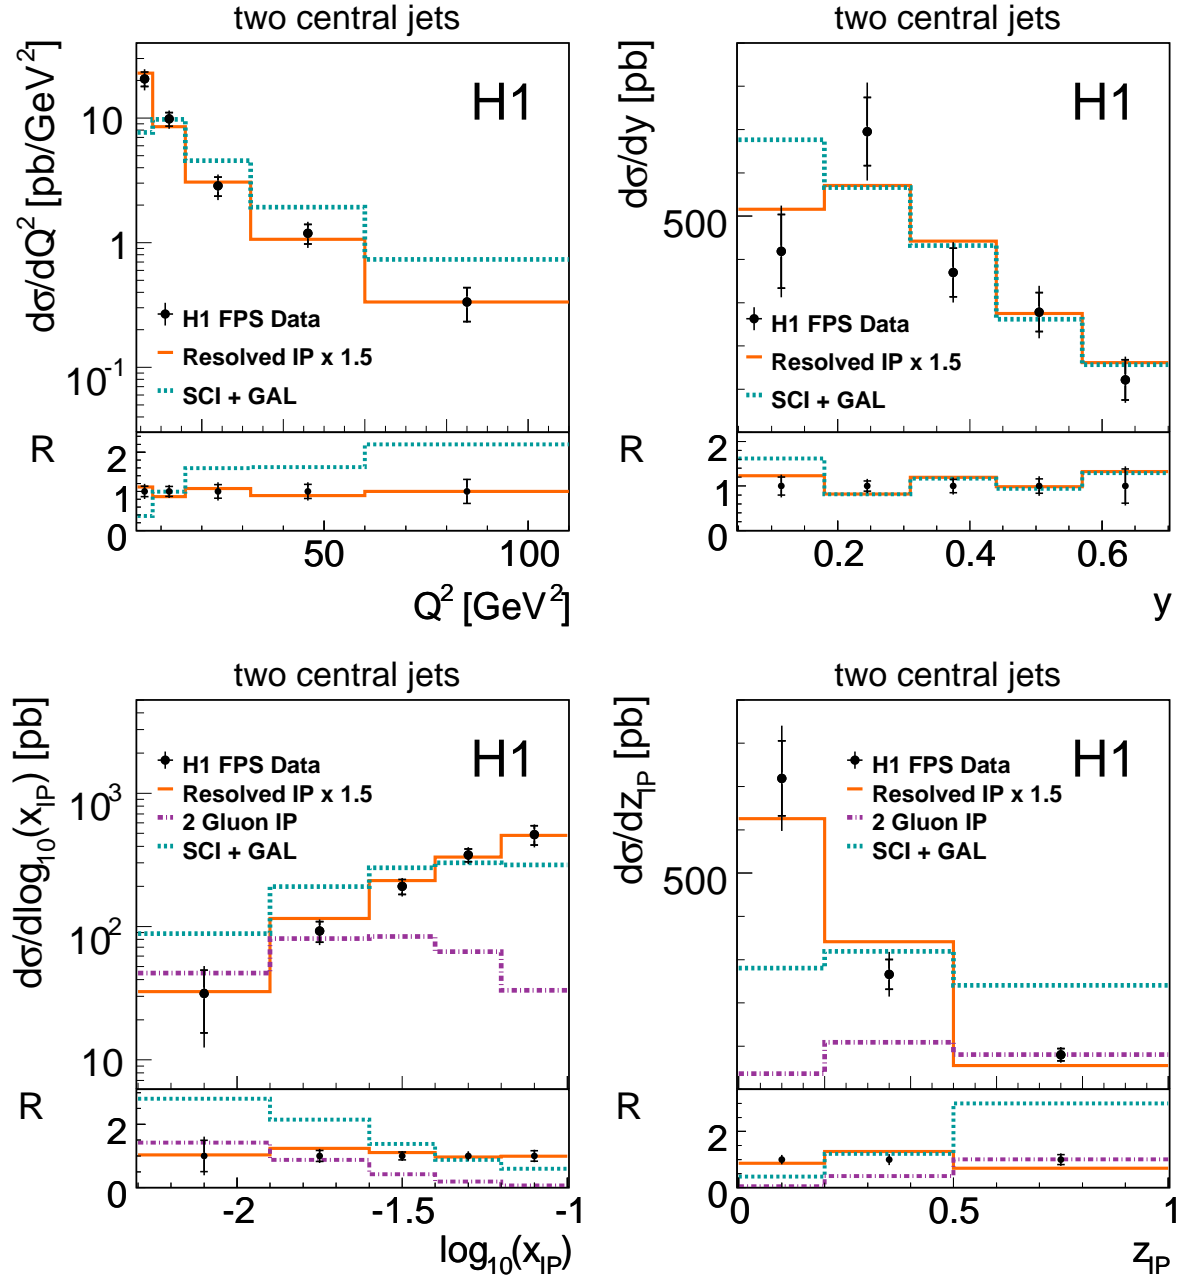 two central jets
dσ/dQ² [pb/GeV²]
H1
10
1
10⁻¹
H1 FPS Data
Resolved IP x 1.5
SCI + GAL
R
2
1
0
50
100
Q² [GeV²]
two central jets
dσ/dy [pb]
H1
500
H1 FPS Data
Resolved IP x 1.5
SCI + GAL
R
2
1
0
0.2
0.4
0.6
y
two central jets
dσ/dlog₁₀(x_IP) [pb]
H1
H1 FPS Data
Resolved IP x 1.5
2 Gluon IP
SCI + GAL
10³
10²
10
R
2
0
-2
-1.5
-1
log₁₀(x_IP)
two central jets
dσ/dz_IP [pb]
H1
H1 FPS Data
Resolved IP x 1.5
2 Gluon IP
SCI + GAL
500
R
2
0
0
0.5
1
z_IP